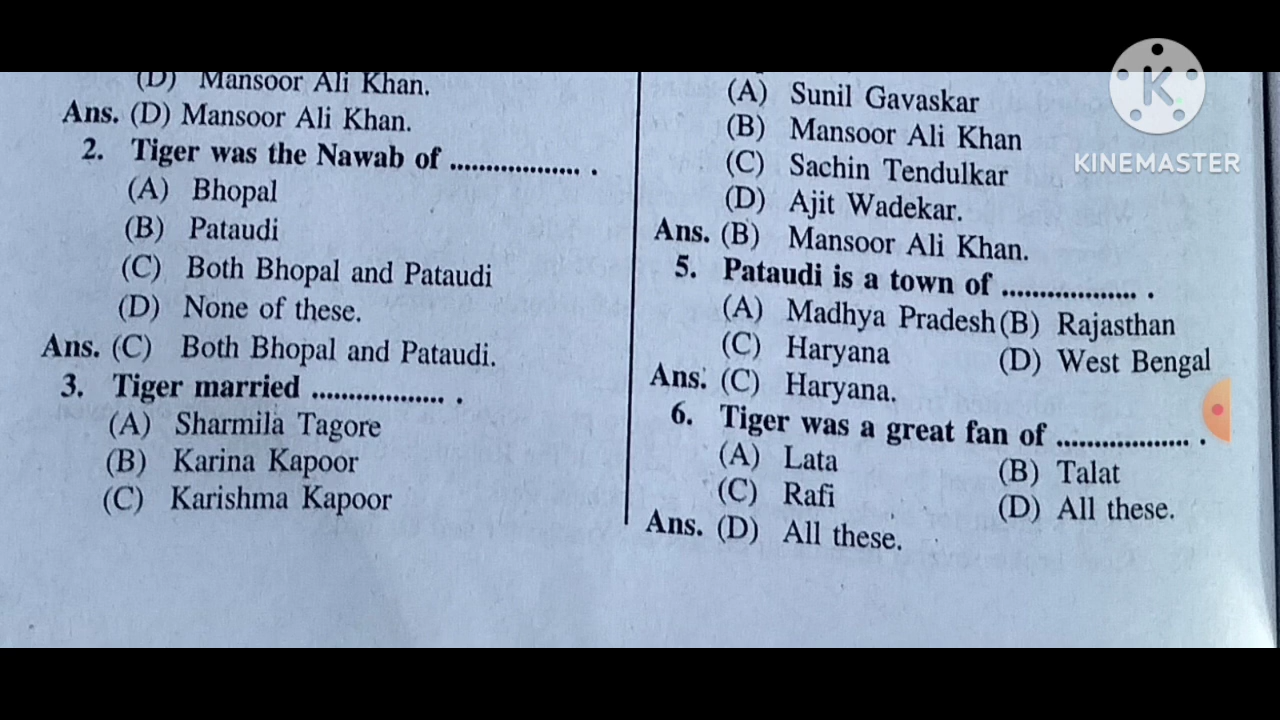 (D) Mansoor Ali Khan.
Ans. (D) Mansoor Ali Khan.
2. Tiger was the Nawab of .................. .
(A) Bhopal
(B) Pataudi
(C) Both Bhopal and Pataudi
(D) None of these.
Ans. (C) Both Bhopal and Pataudi.
3. Tiger married .................. .
(A) Sharmila Tagore
(B) Karina Kapoor
(C) Karishma Kapoor
(A) Sunil Gavaskar
(B) Mansoor Ali Khan
(C) Sachin Tendulkar
(D) Ajit Wadekar.
Ans. (B) Mansoor Ali Khan.
5. Pataudi is a town of .................. .
(A) Madhya Pradesh (B) Rajasthan
(C) Haryana (D) West Bengal
Ans. (C) Haryana.
6. Tiger was a great fan of .................. .
(A) Lata (B) Talat
(C) Rafi (D) All these.
Ans. (D) All these.
K
KINEMASTER